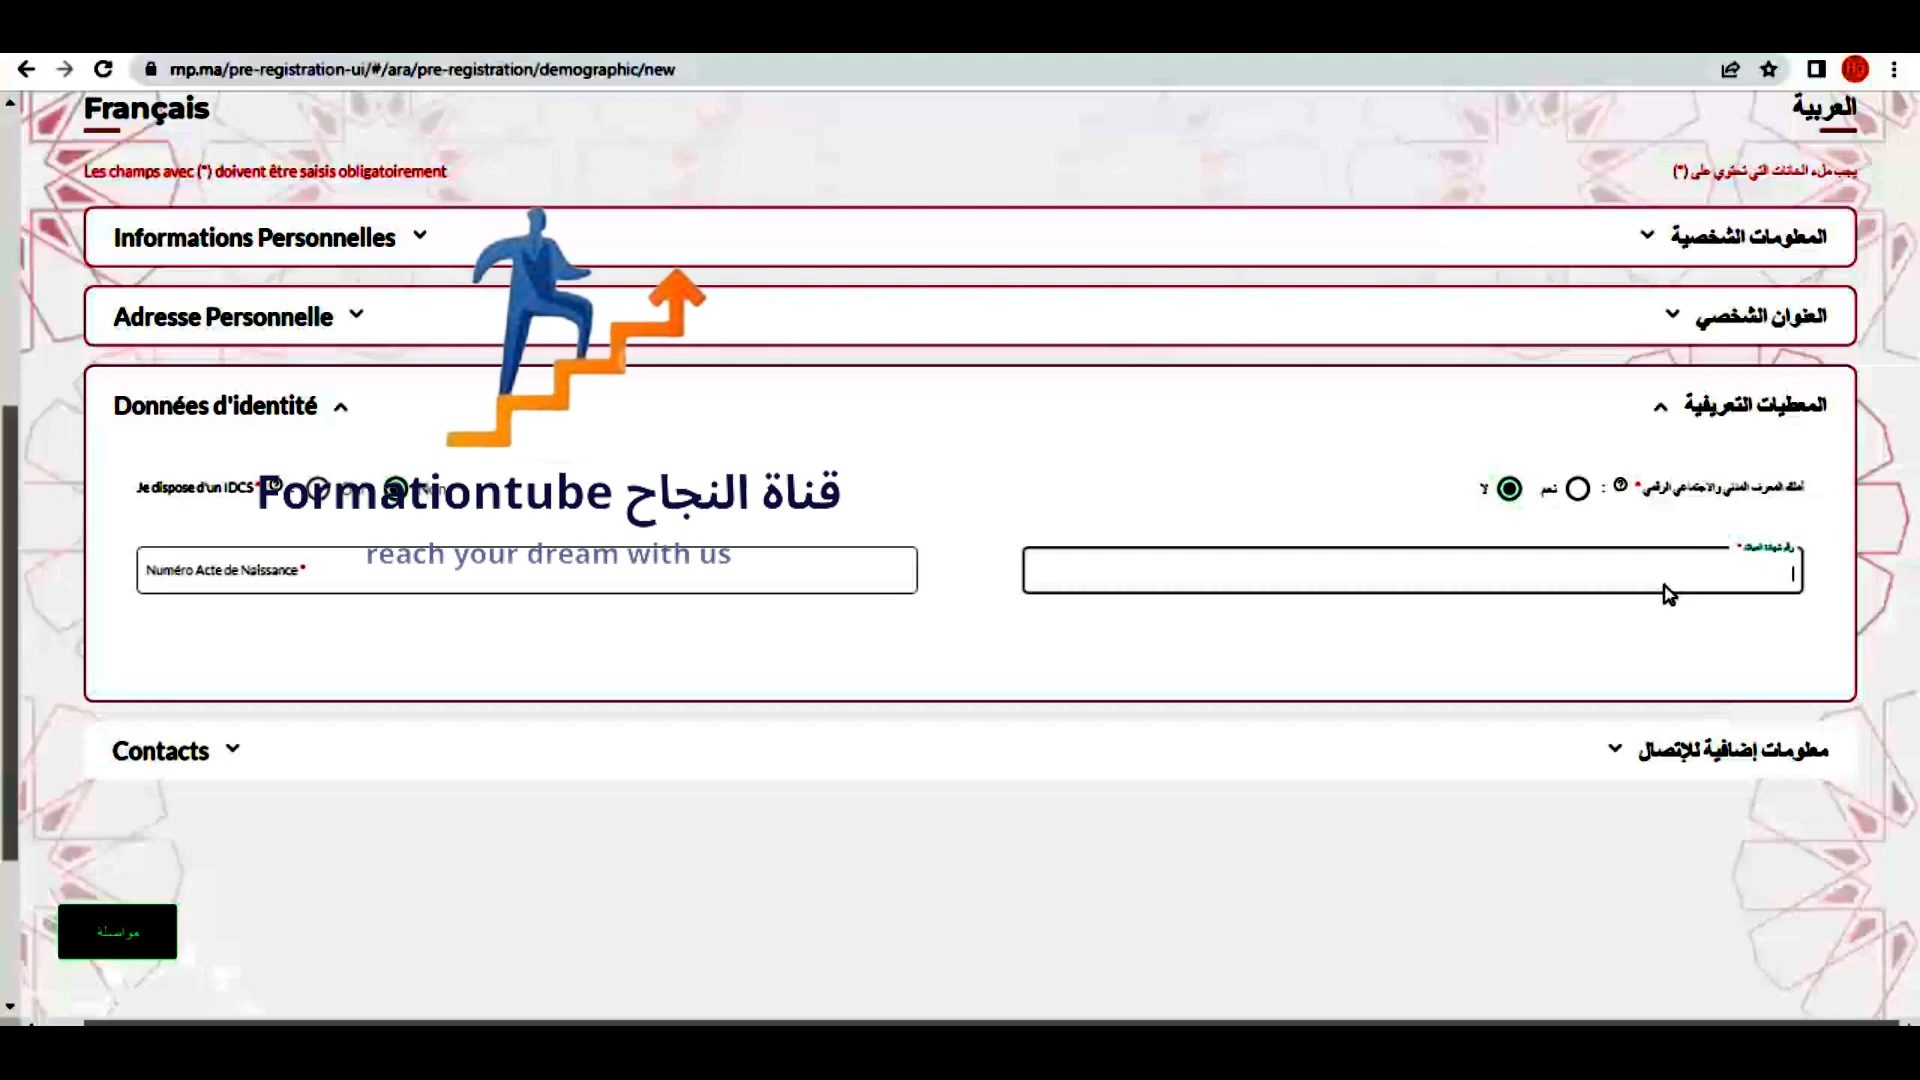 rnp.ma/pre-registration-ui/#/ara/pre-registration/demographic/new
Français
العربية
Les champs avec (*) doivent être saisis obligatoirement
يجب ملء الخانات التي تحتوي على (*)
Informations Personnelles
المعلومات الشخصية
Adresse Personnelle
العنوان الشخصي
Données d'identité
المعطيات التعريفية
Je dispose d'un IDCS*
Formationtube قناة النجاح
* : نعم لا
reach your dream with us
Numéro Acte de Naissance *
Contacts
معلومات إضافية للإتصال
مواصلة